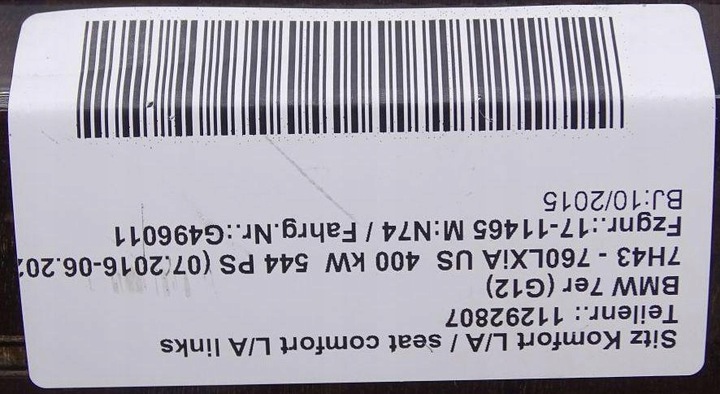 Sitz Komfort L/A / seat comfort L/A links
Teilenr.: 11292807
BMW 7er (G12)
7H43 - 760LXiA US 400 kW 544 PS (07/2016-06.202
Fzgnr.:17-11465 M:N74 / Fahrg.Nr.:G496011
BJ:10/2015